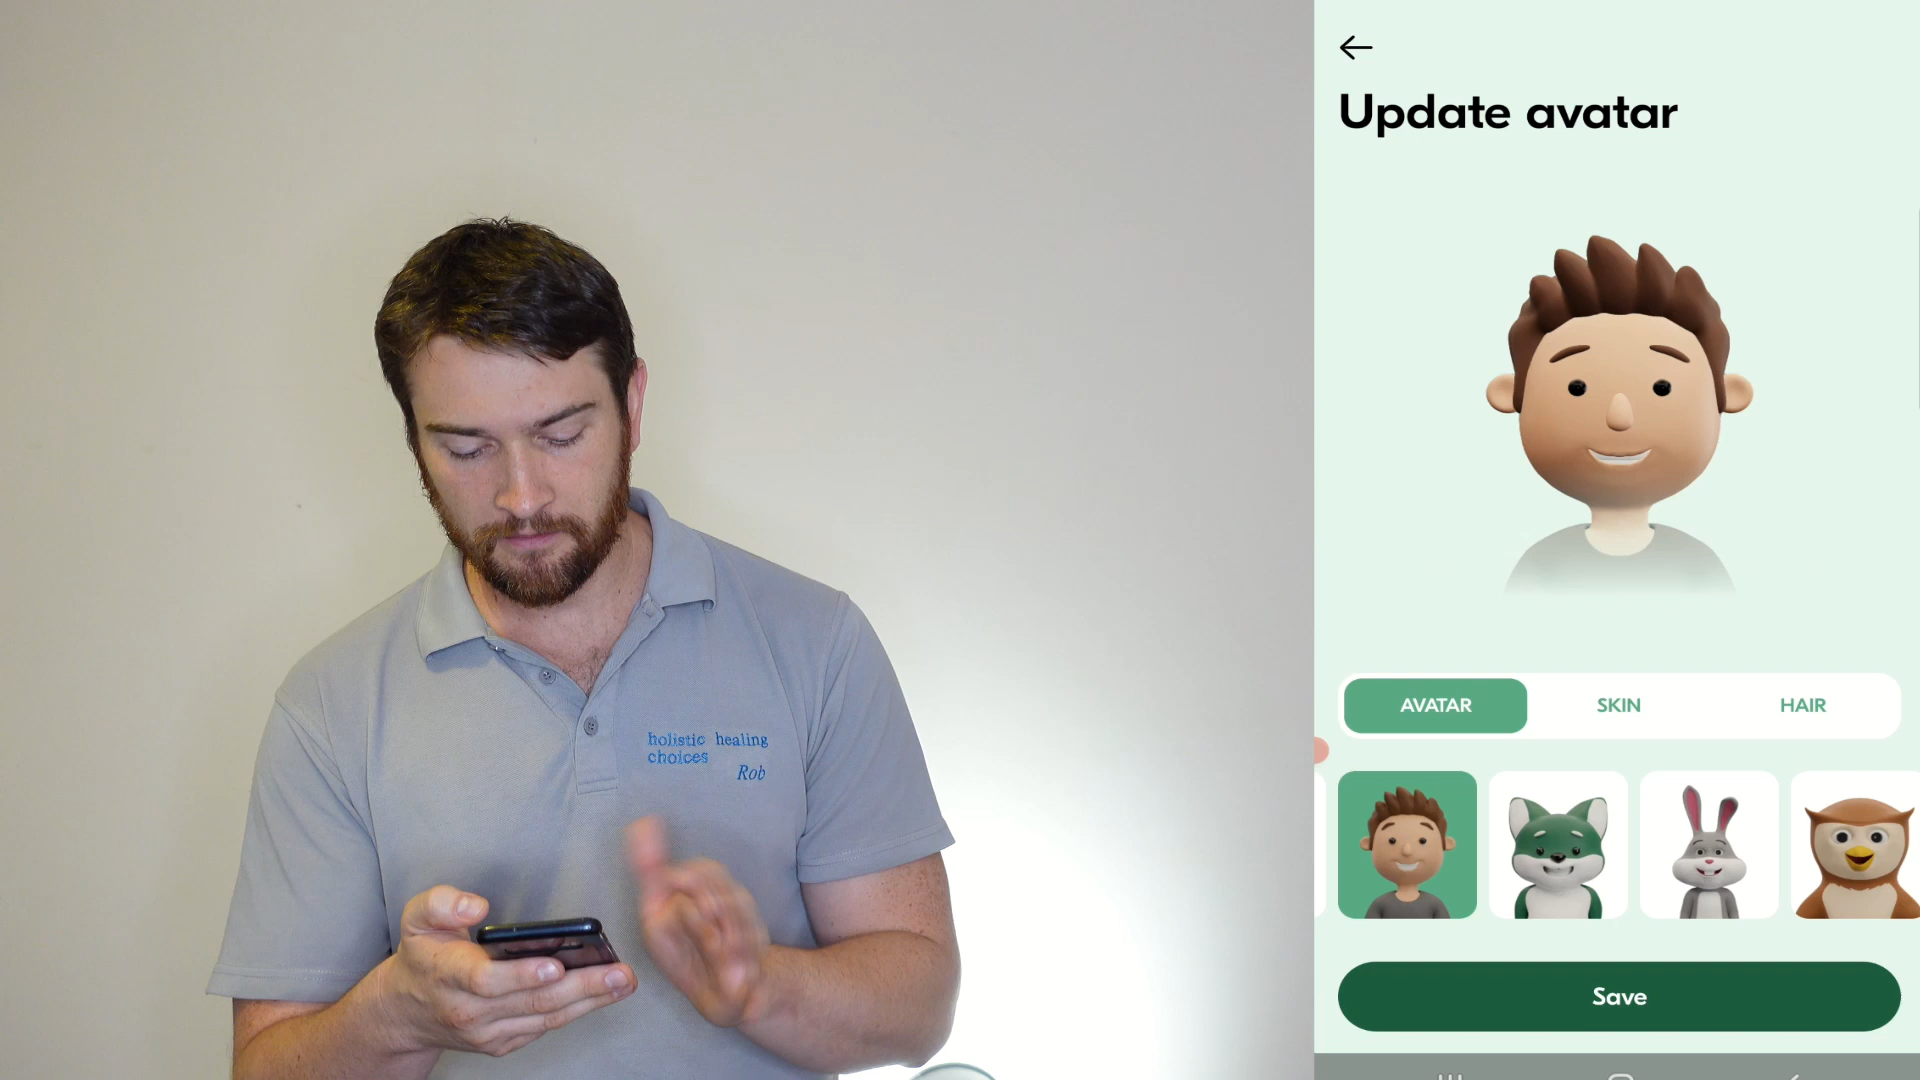 Update avatar
AVATAR SKIN HAIR
holistic healing
choices
Rob
Save